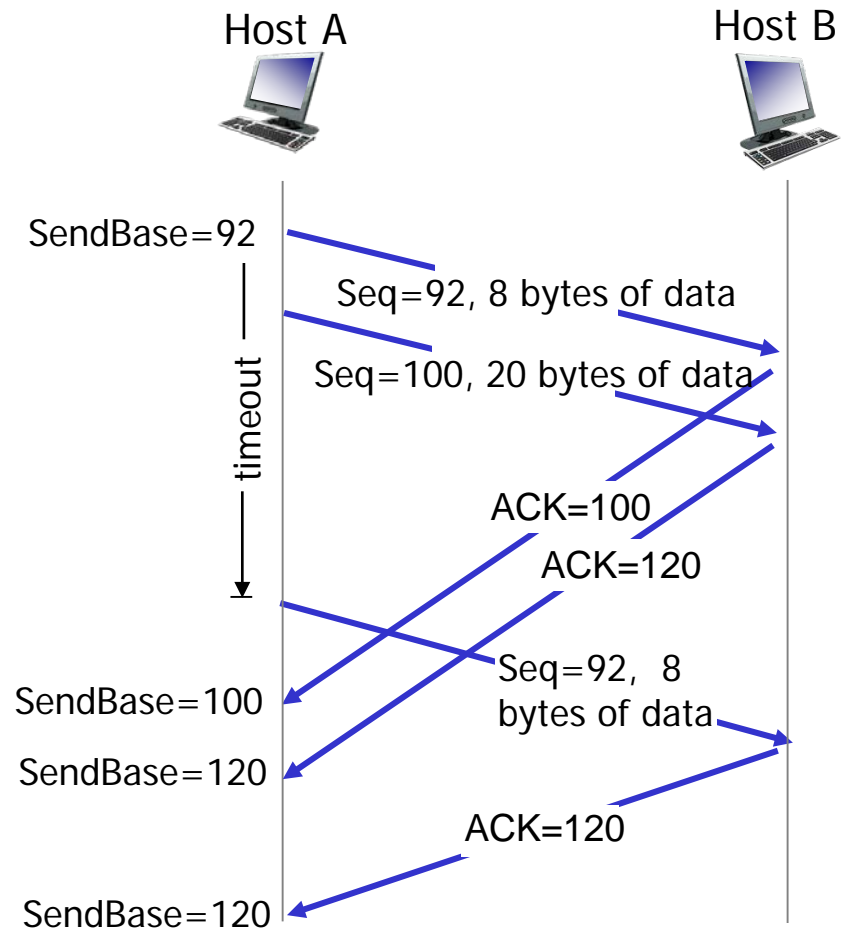 Host A
Host B
SendBase=92
Seq=92, 8 bytes of data
Seq=100, 20 bytes of data
timeout
ACK=100
ACK=120
Seq=92, 8
bytes of data
SendBase=100
SendBase=120
ACK=120
SendBase=120